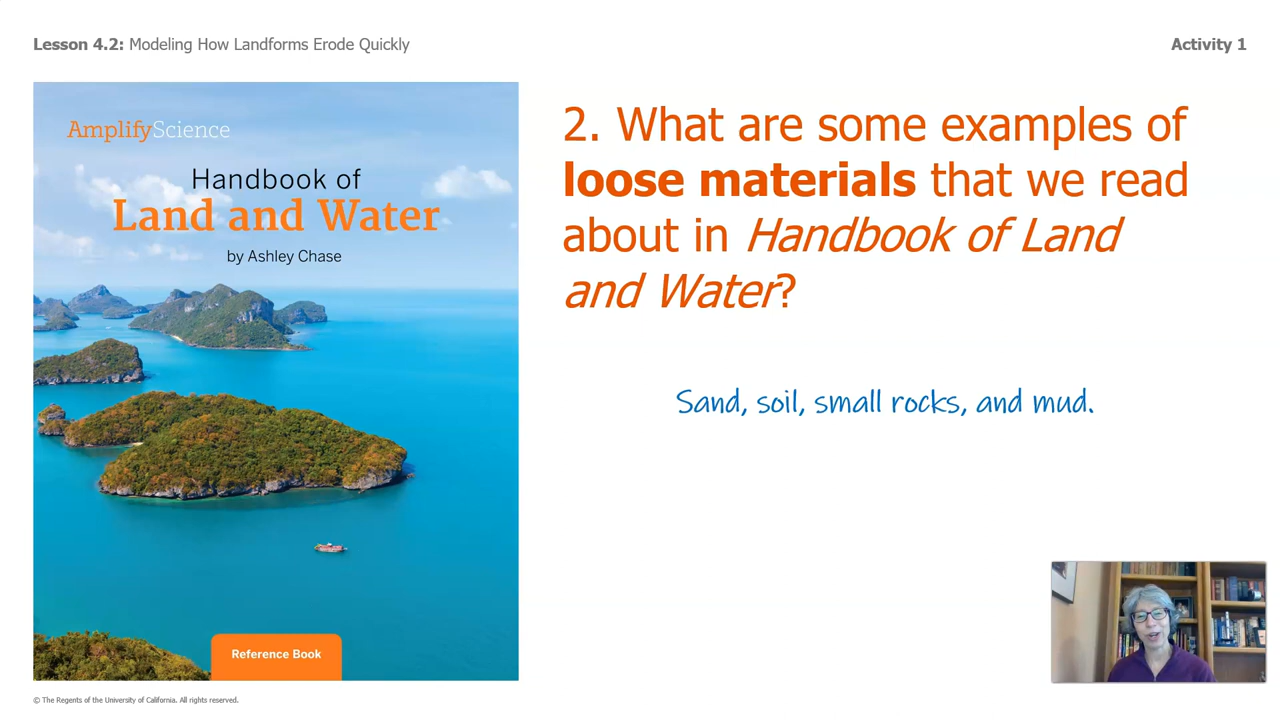 Lesson 4.2: Modeling How Landforms Erode Quickly
Activity 1
AmplifyScience
Handbook of
Land and Water
by Ashley Chase
Reference Book
2. What are some examples of
loose materials that we read
about in Handbook of Land
and Water?
Sand, soil, small rocks, and mud.
© The Regents of the University of California. All rights reserved.